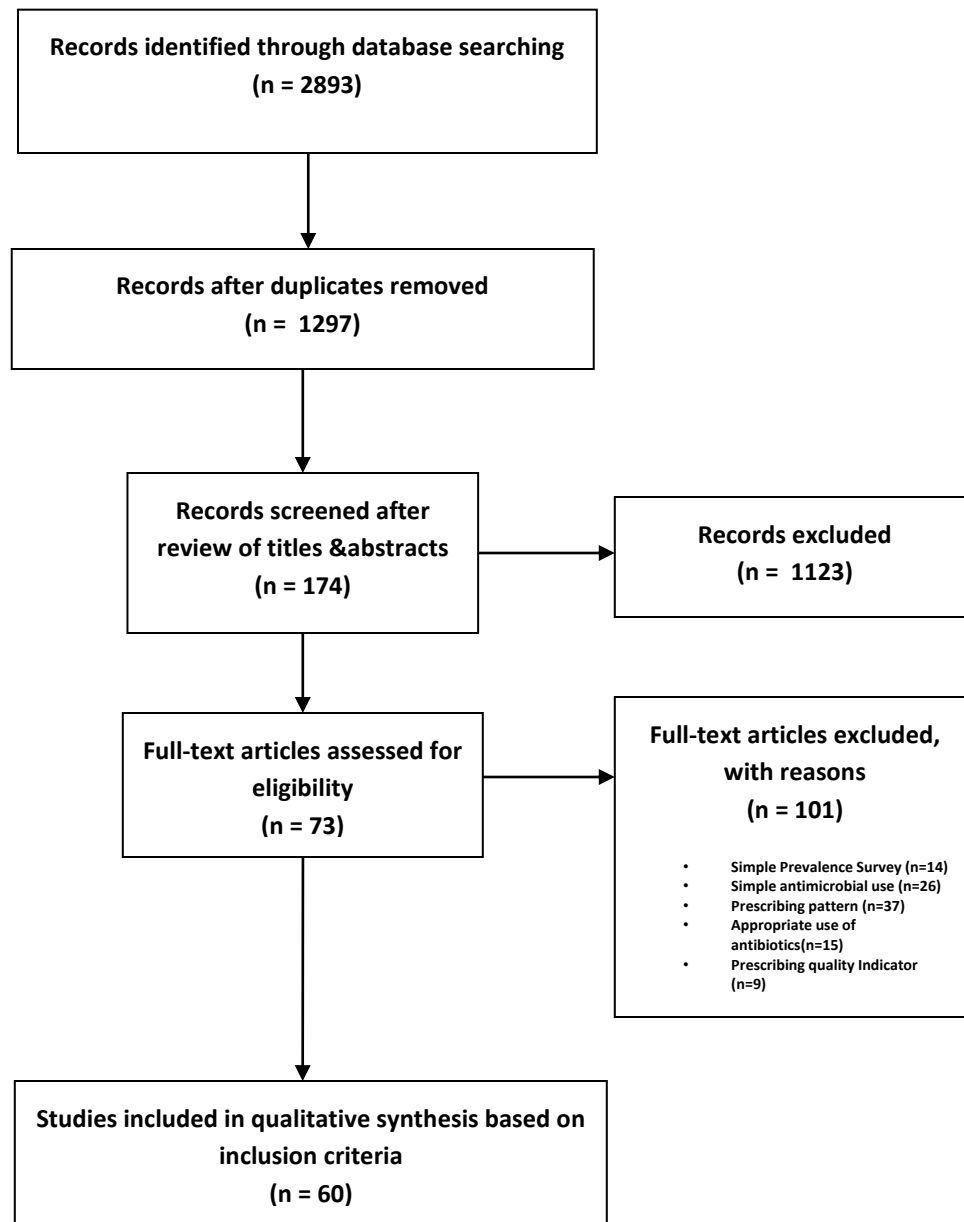 Records identified through database searching
(n = 2893)
Records after duplicates removed
(n =  1297)
Records screened after
review of titles &abstracts
(n = 174)
Records excluded
(n =  1123)
Full-text articles assessed for
eligibility
(n = 73)
Full-text articles excluded,
with reasons
(n = 101)
• Simple Prevalence Survey (n=14)
• Simple antimicrobial use (n=26)
• Prescribing pattern (n=37)
• Appropriate use of
antibiotics(n=15)
• Prescribing quality Indicator
(n=9)
Studies included in qualitative synthesis based on
inclusion criteria
(n = 60)